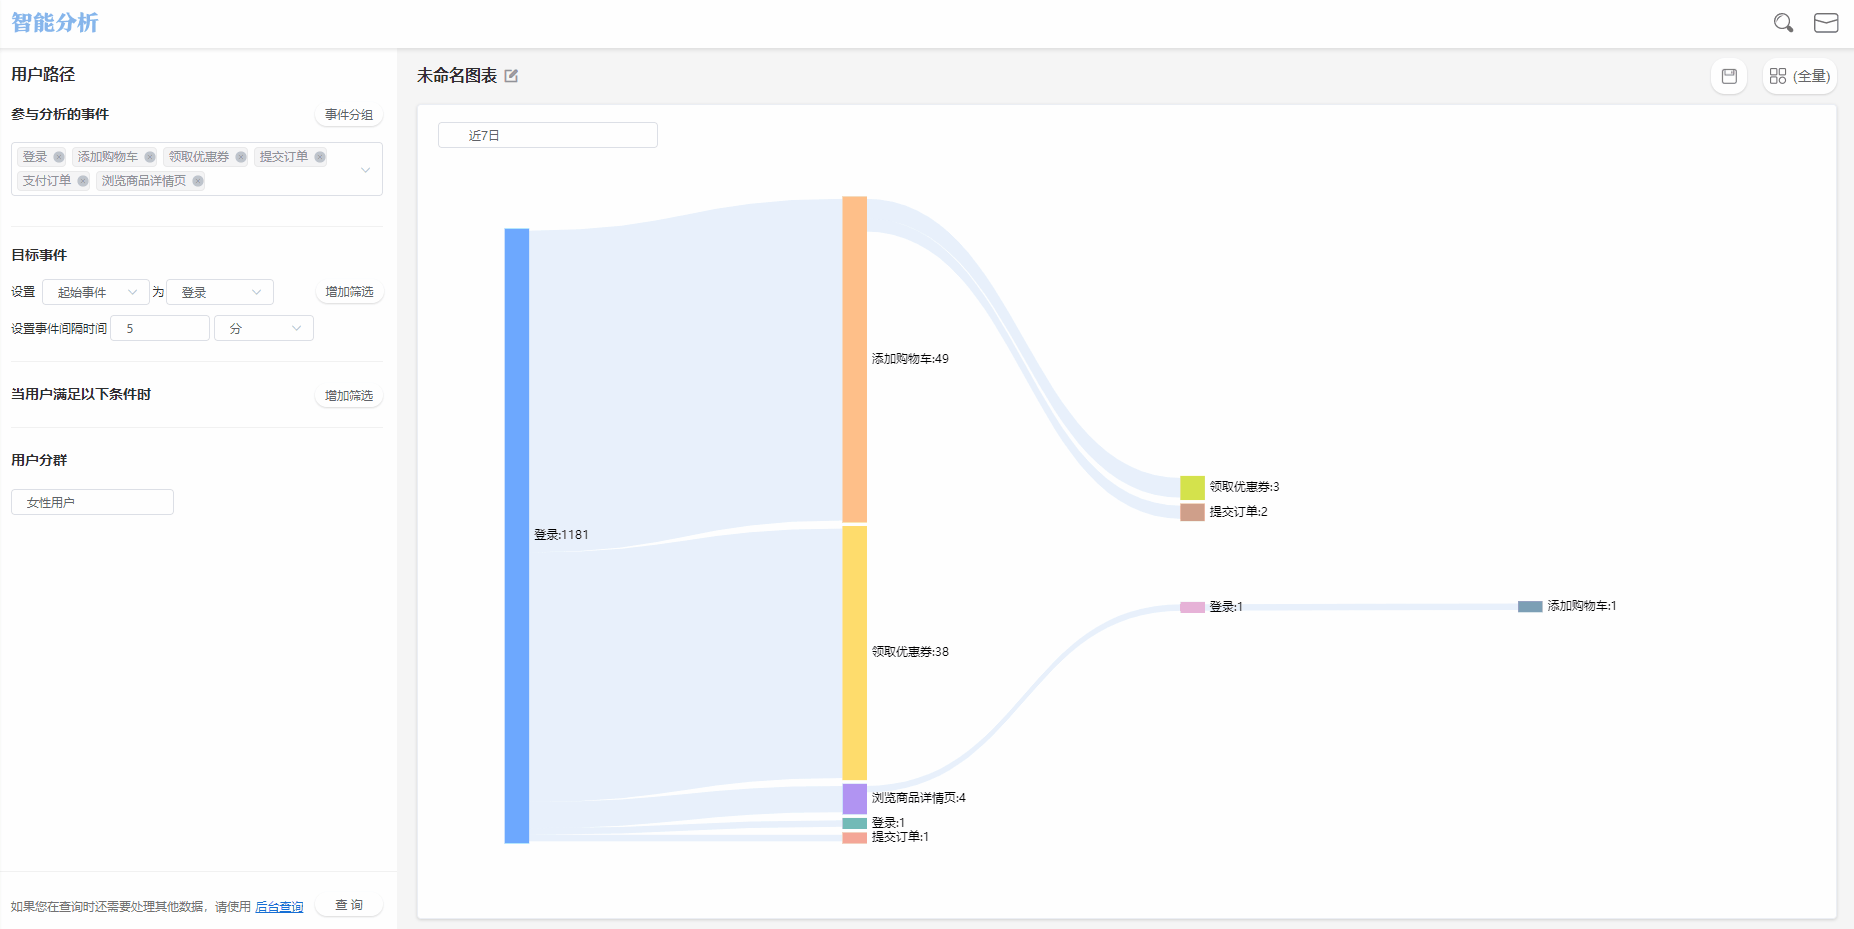 智能分析
用户路径
参与分析的事件
事件分组
登录 添加购物车 领取优惠券 提交订单
支付订单 浏览商品详情页
目标事件
设置 起始事件 为 登录 增加筛选
设置事件间隔时间 5 分
当用户满足以下条件时 增加筛选
用户分群
女性用户
如果您在查询时还需要处理其他数据，请使用 后台查询 查 询
未命名图表
(全量)
近7日
登录:1181
添加购物车:49
领取优惠券:38
浏览商品详情页:4
登录:1
提交订单:1
领取优惠券:3
提交订单:2
登录:1
添加购物车:1